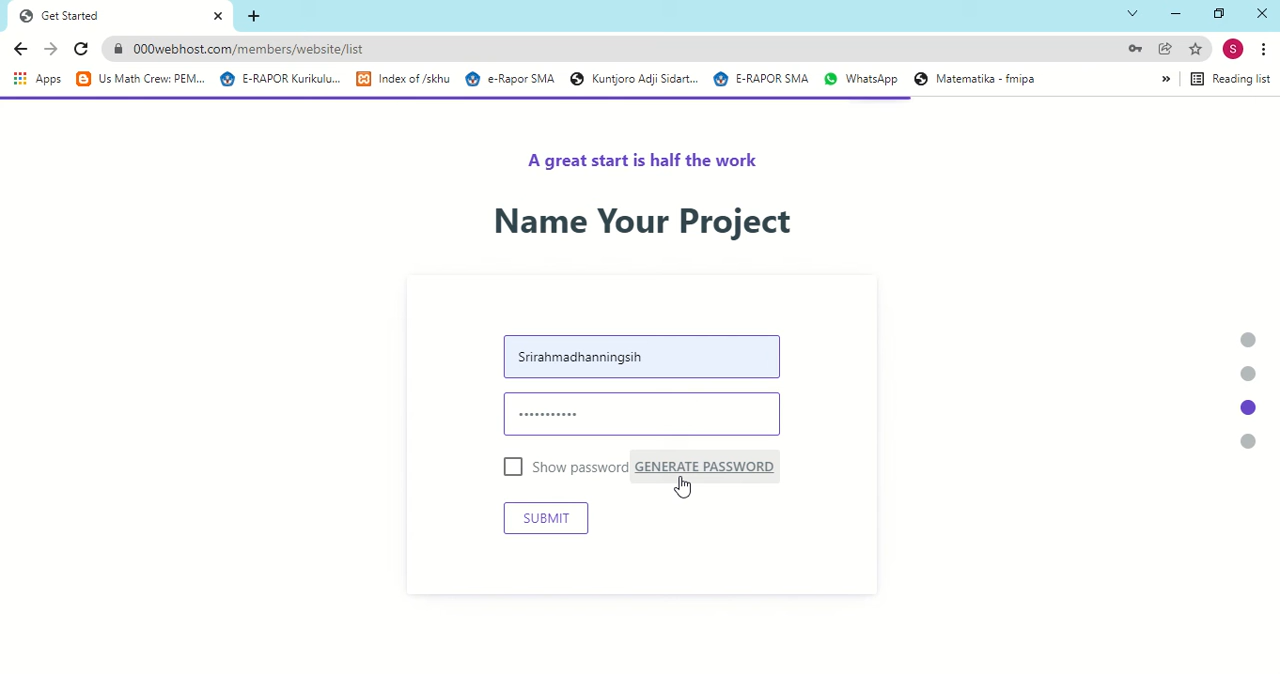 Get Started
000webhost.com/members/website/list
S
Apps
Us Math Crew: PEM...
E-RAPOR Kurikulu...
Index of /skhu
e-Rapor SMA
Kuntjoro Adji Sidart...
E-RAPOR SMA
WhatsApp
Matematika - fmipa
»
Reading list
A great start is half the work
Name Your Project
Srirahmadhanningsih
•••••••••••
Show password GENERATE PASSWORD
SUBMIT